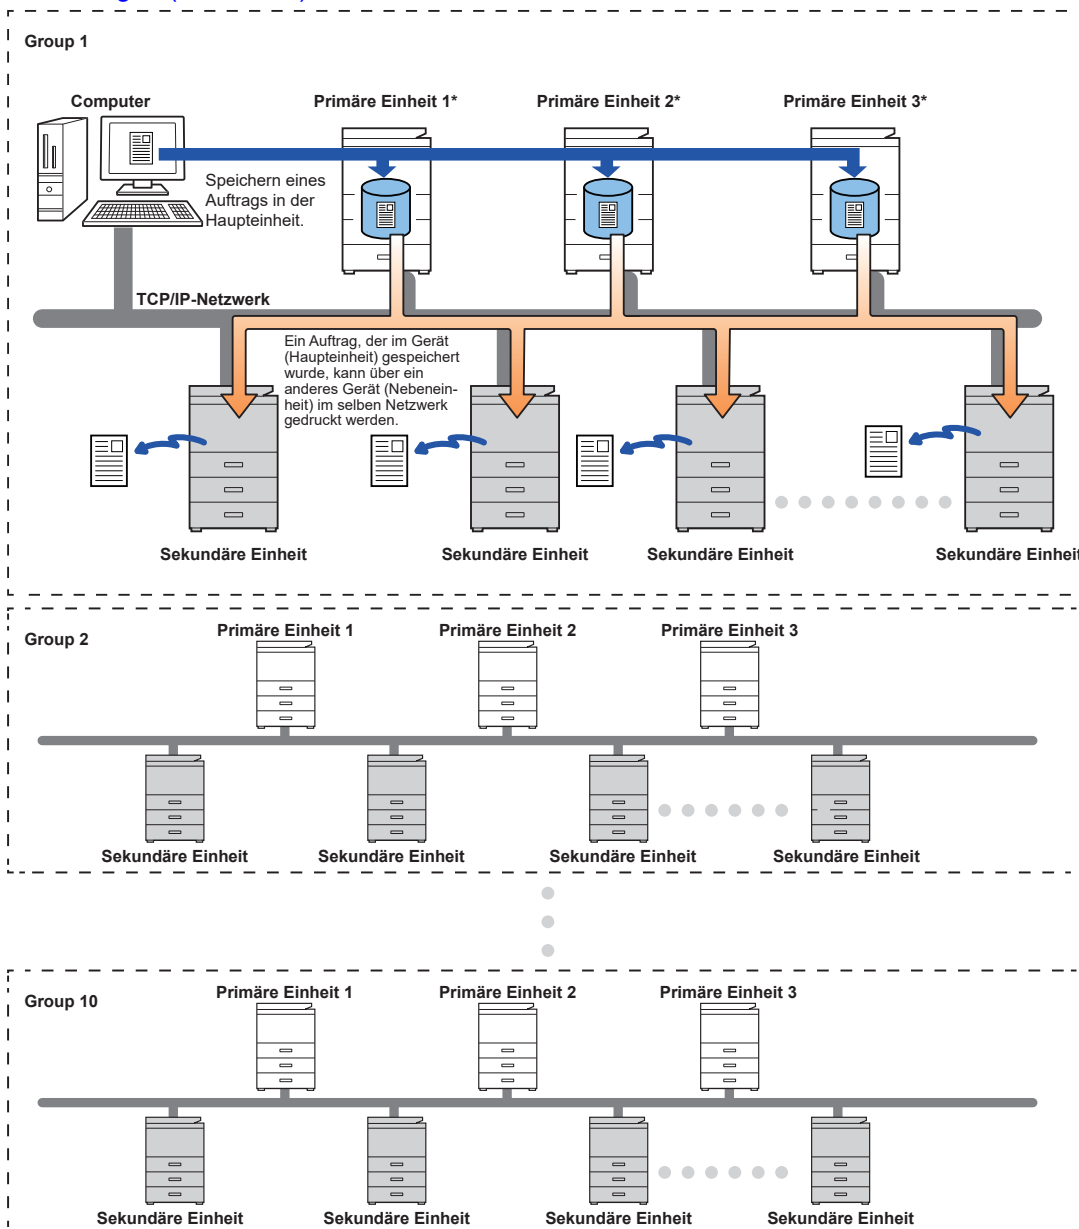 Group 1
Computer
Primäre Einheit 1*
Primäre Einheit 2*
Primäre Einheit 3*
Speichern eines
Auftrags in der
Haupteinheit.
TCP/IP-Netzwerk
Ein Auftrag, der im Gerät
(Haupteinheit) gespeichert
wurde, kann über ein
anderes Gerät (Nebenein-
heit) im selben Netzwerk
gedruckt werden.
Sekundäre Einheit
Sekundäre Einheit
Sekundäre Einheit
Sekundäre Einheit
Group 2
Primäre Einheit 1
Primäre Einheit 2
Primäre Einheit 3
Sekundäre Einheit
Sekundäre Einheit
Sekundäre Einheit
Sekundäre Einheit
Group 10
Primäre Einheit 1
Primäre Einheit 2
Primäre Einheit 3
Sekundäre Einheit
Sekundäre Einheit
Sekundäre Einheit
Sekundäre Einheit